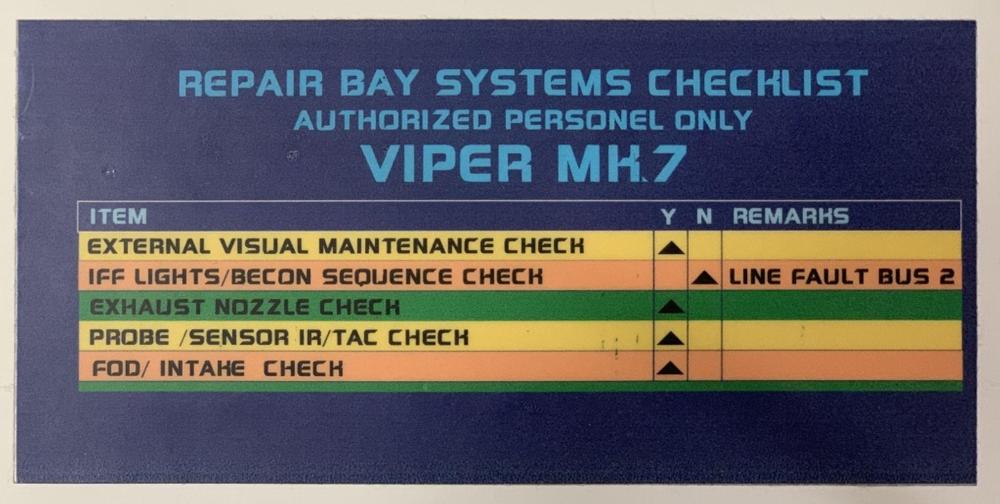 REPAIR BAY SYSTEMS CHECKLIST
AUTHORIZED PERSONEL ONLY
VIPER MK.7
ITEM Y N REMARKS
EXTERNAL VISUAL MAINTENANCE CHECK ▲
IFF LIGHTS/BECON SEQUENCE CHECK ▲ LINE FAULT BUS 2
EXHAUST NOZZLE CHECK ▲
PROBE /SENSOR IR/TAC CHECK ▲
FOD/ INTAKE CHECK ▲